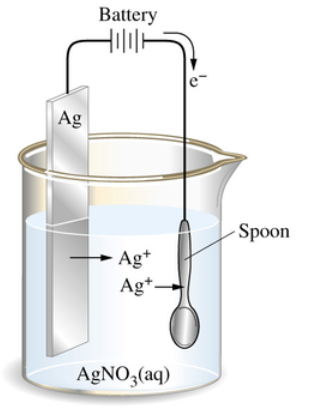 Battery
e⁻
Ag
Spoon
Ag⁺
Ag⁺
AgNO₃(aq)